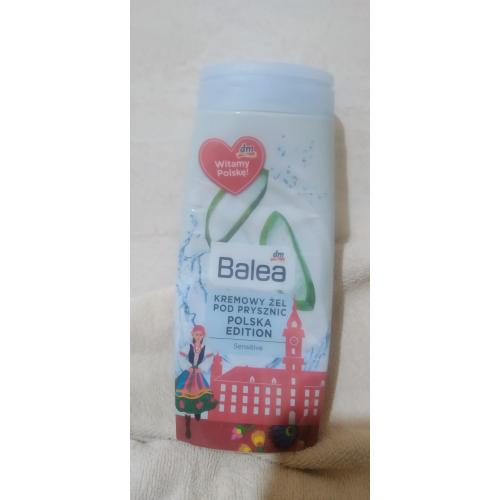 dm
Witamy
Polskę!
dm
Balea
KREMOWY ŻEL
POD PRYSZNIC
POLSKA
EDITION
Sensitive